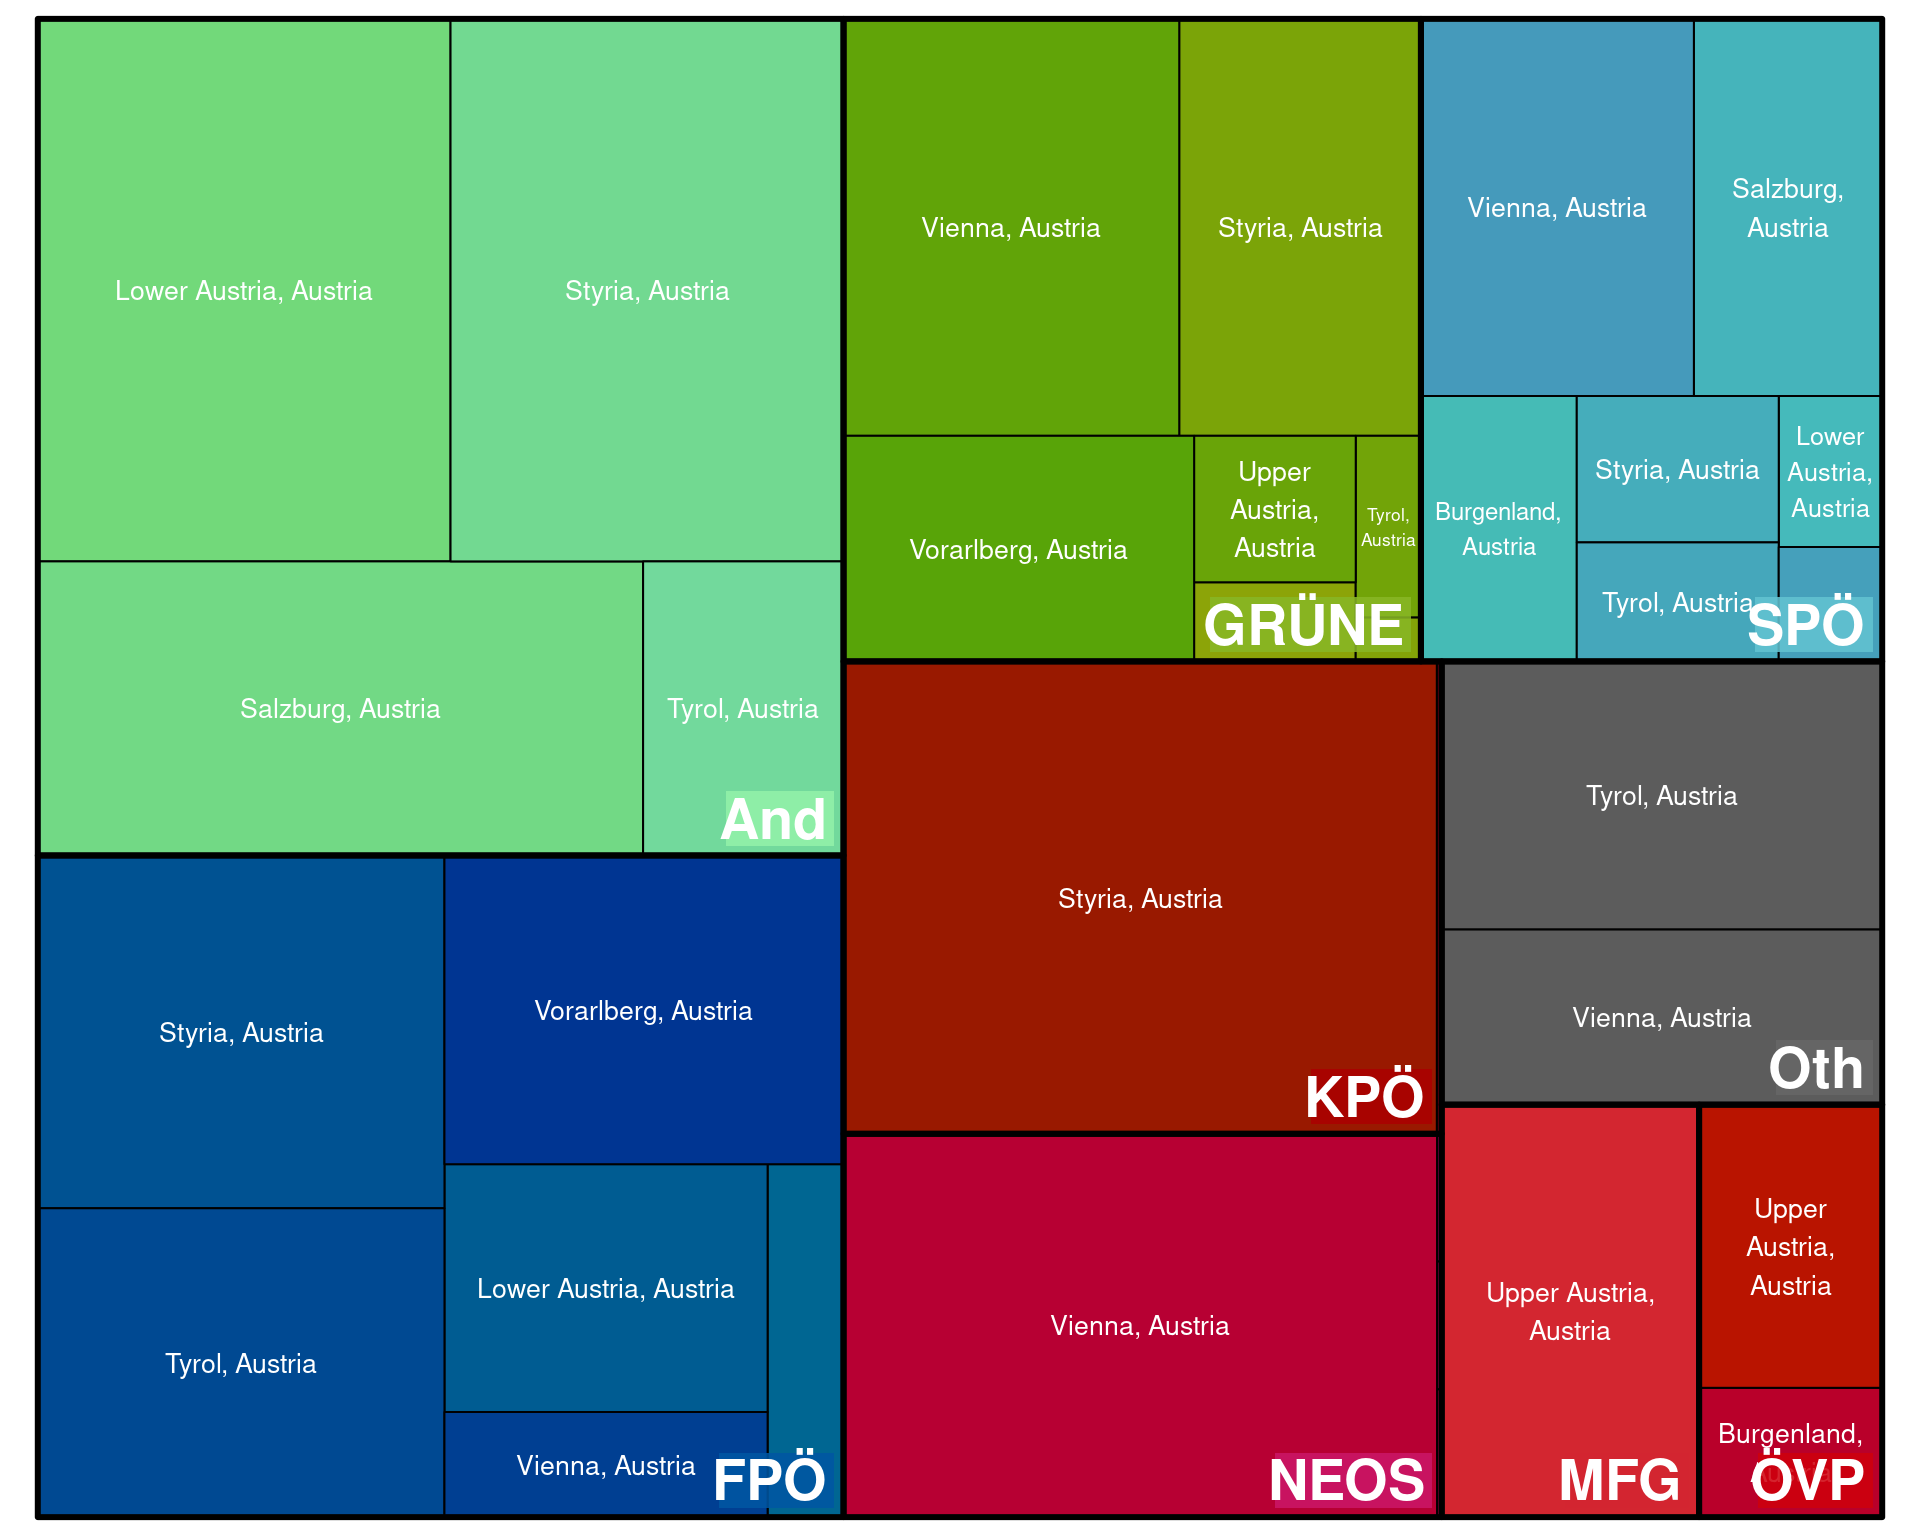 Lower Austria, Austria
Styria, Austria
Salzburg, Austria
Tyrol, Austria
And
Styria, Austria
Vorarlberg, Austria
Tyrol, Austria
Lower Austria, Austria
Vienna, Austria
FPÖ
Vienna, Austria
Styria, Austria
Vorarlberg, Austria
Upper
Austria,
Austria
Tyrol,
Austria
GRÜNE
Vienna, Austria
Salzburg,
Austria
Burgenland,
Austria
Styria, Austria
Lower
Austria,
Austria
Tyrol, Austria
SPÖ
Styria, Austria
KPÖ
Tyrol, Austria
Vienna, Austria
Oth
Vienna, Austria
NEOS
Upper Austria,
Austria
MFG
Upper
Austria,
Austria
Burgenland,
ÖVP